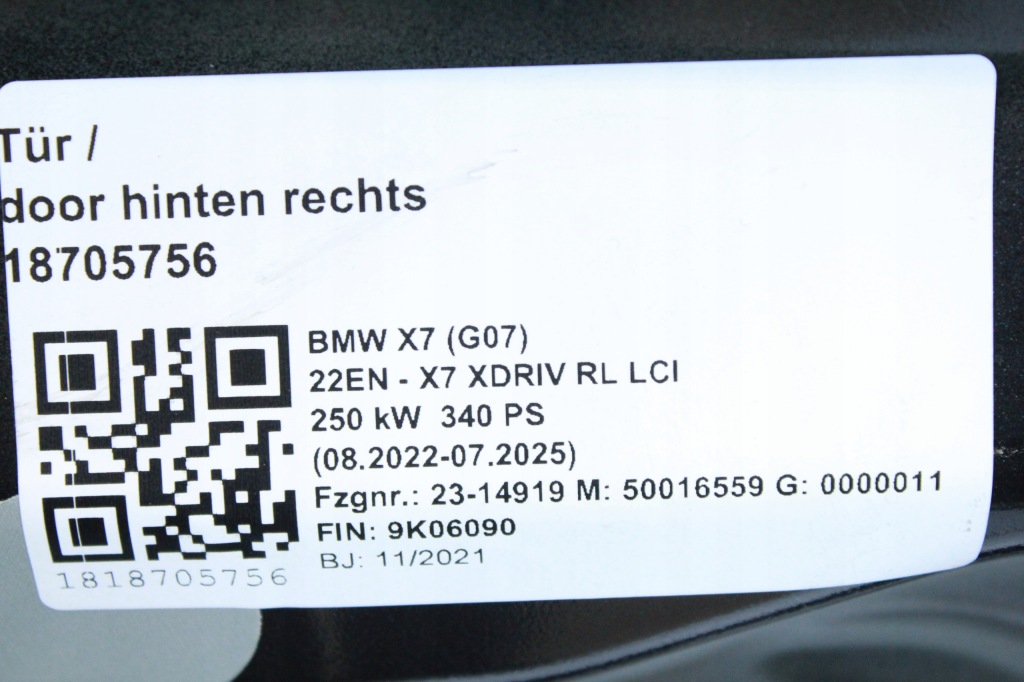 Tür /
door hinten rechts
18705756
BMW X7 (G07)
22EN - X7 XDRIV RL LCI
250 kW 340 PS
(08.2022-07.2025)
Fzgnr.: 23-14919 M: 50016559 G: 0000011
FIN: 9K06090
BJ: 11/2021
1818705756